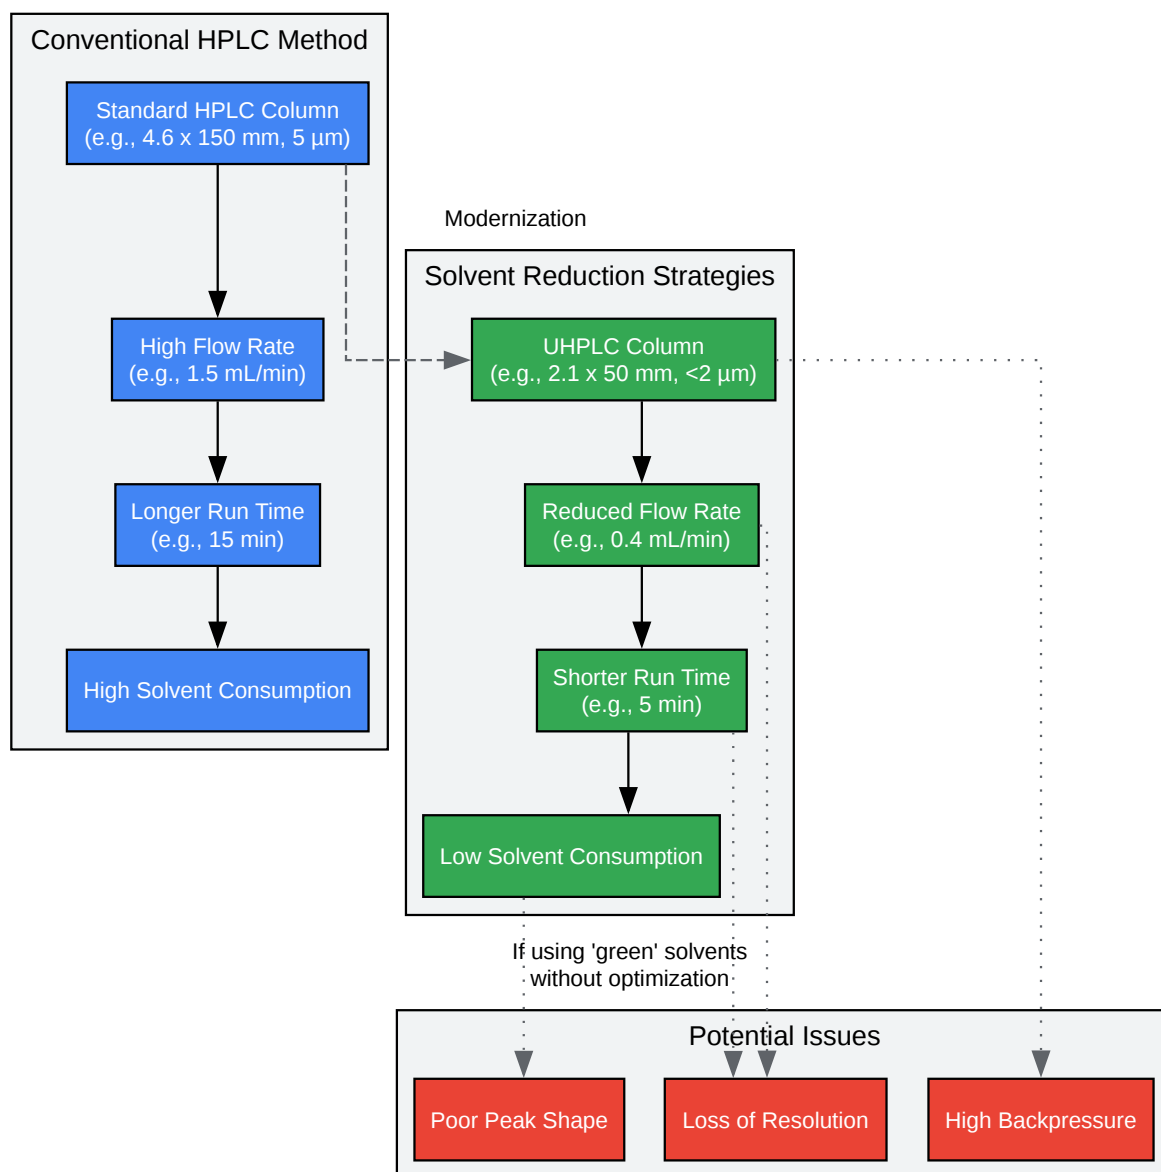 Conventional HPLC Method
Standard HPLC Column
(e.g., 4.6 x 150 mm, 5 µm)
High Flow Rate
(e.g., 1.5 mL/min)
Longer Run Time
(e.g., 15 min)
High Solvent Consumption
Modernization
Solvent Reduction Strategies
UHPLC Column
(e.g., 2.1 x 50 mm, <2 µm)
Reduced Flow Rate
(e.g., 0.4 mL/min)
Shorter Run Time
(e.g., 5 min)
Low Solvent Consumption
If using 'green' solvents
without optimization
Potential Issues
Poor Peak Shape
Loss of Resolution
High Backpressure